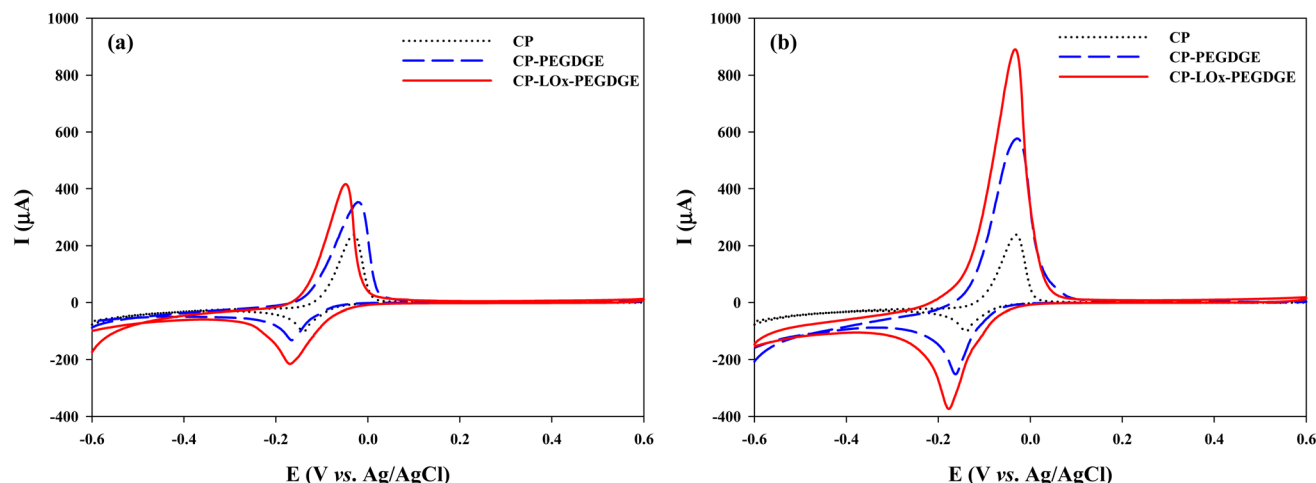 (a)
CP
CP-PEGDGE
CP-LOx-PEGDGE
1000
800
600
400
200
0
-200
-400
I (μA)
-0.6
-0.4
-0.2
0.0
0.2
0.4
0.6
E (V vs. Ag/AgCl)
(b)
CP
CP-PEGDGE
CP-LOx-PEGDGE
1000
800
600
400
200
0
-200
-400
I (μA)
-0.6
-0.4
-0.2
0.0
0.2
0.4
0.6
E (V vs. Ag/AgCl)